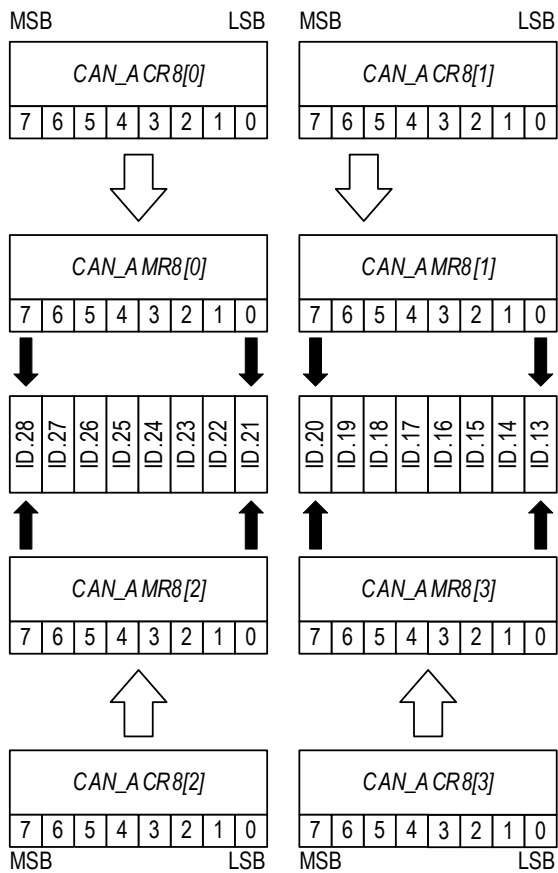 MSB LSB MSB LSB
CAN_ACR8[0] CAN_ACR8[1]
7 6 5 4 3 2 1 0 7 6 5 4 3 2 1 0
CAN_AMR8[0] CAN_AMR8[1]
7 6 5 4 3 2 1 0 7 6 5 4 3 2 1 0
ID.28 ID.27 ID.26 ID.25 ID.24 ID.23 ID.22 ID.21 ID.20 ID.19 ID.18 ID.17 ID.16 ID.15 ID.14 ID.13
CAN_AMR8[2] CAN_AMR8[3]
7 6 5 4 3 2 1 0 7 6 5 4 3 2 1 0
CAN_ACR8[2] CAN_ACR8[3]
7 6 5 4 3 2 1 0 7 6 5 4 3 2 1 0
MSB LSB MSB LSB